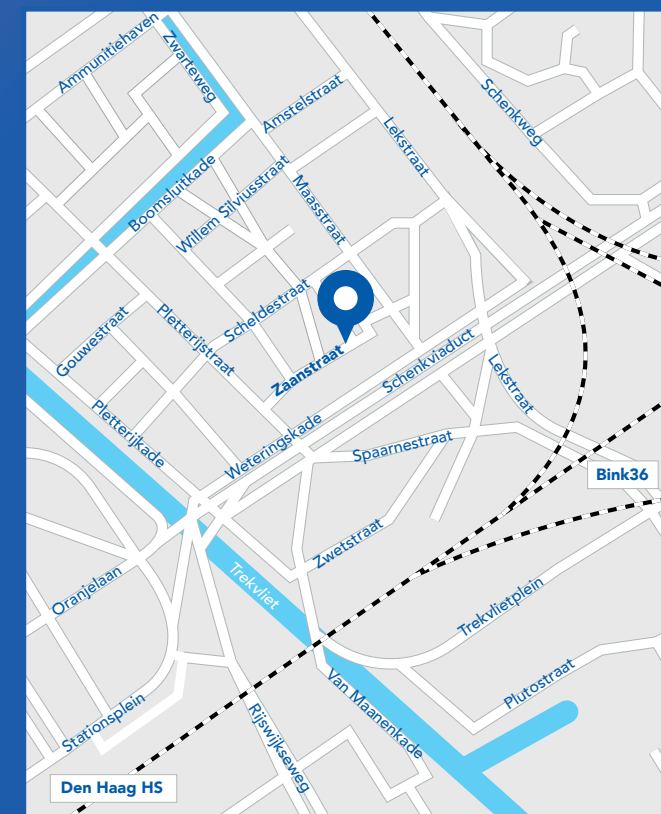 Ammunitiehaven
Zwarteweg
Amstelstraat
Schenkweg
Lekstraat
Boomsluitkade
Willem Silviusstraat
Maasstraat
Scheldestraat
Gouwestraat
Pletterijstraat
Zaanstraat
Schenkviaduct
Lekstraat
Pletterijkade
Weteringskade
Spaarnestraat
Bink36
Zwetstraat
Oranjelaan
Trekvliet
Trekvlietplein
Plutostraat
Stationsplein
Van Maanenkade
Rijswijkseweg
Den Haag HS